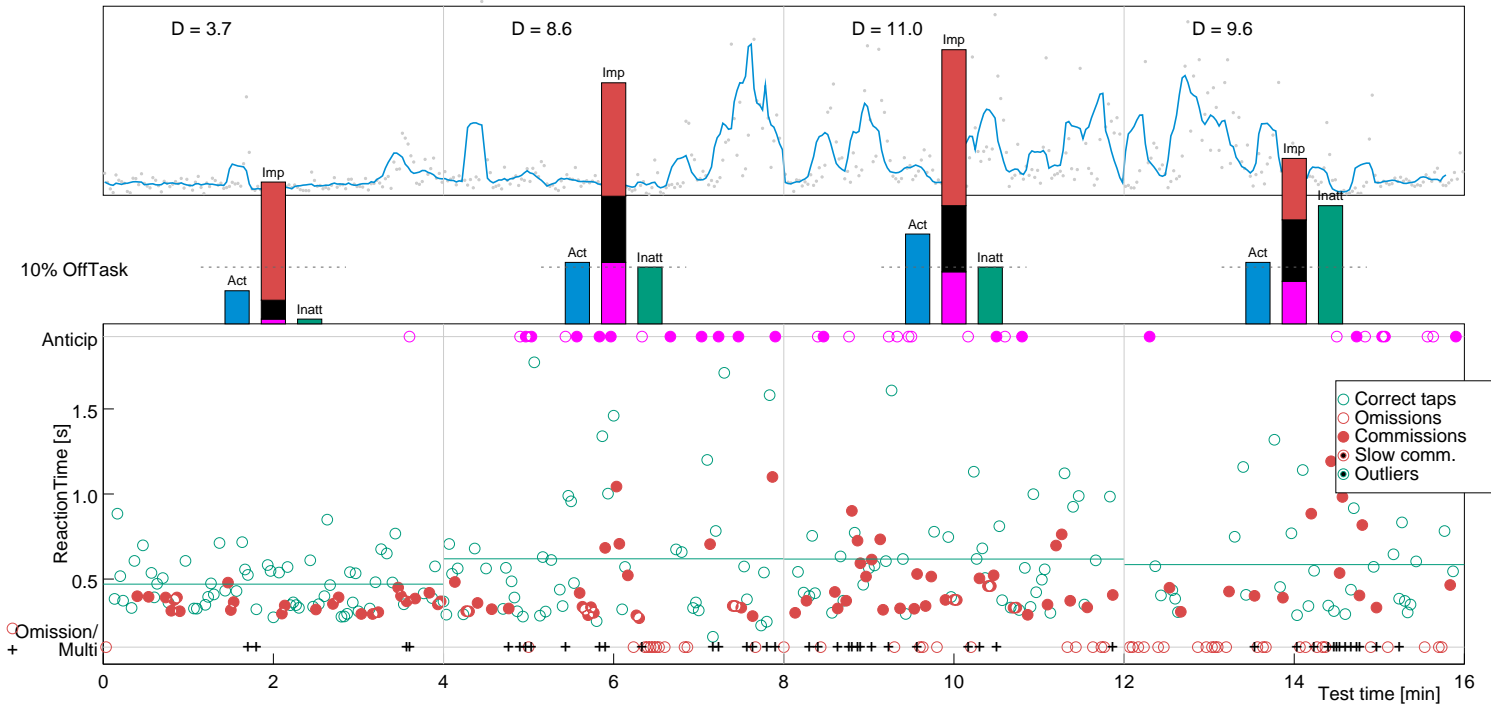 D = 3.7
D = 8.6
D = 11.0
D = 9.6
Imp
Imp
Imp
Imp
Act
Inatt
Act
Inatt
Act
Inatt
Act
Inatt
10% OffTask
Anticip
1.5
1.0
0.5
ReactionTime [s]
Correct taps
Omissions
Commissions
Slow comm.
Outliers
Omission/
+ Multi
0 2 4 6 8 10 12 14 16
Test time [min]